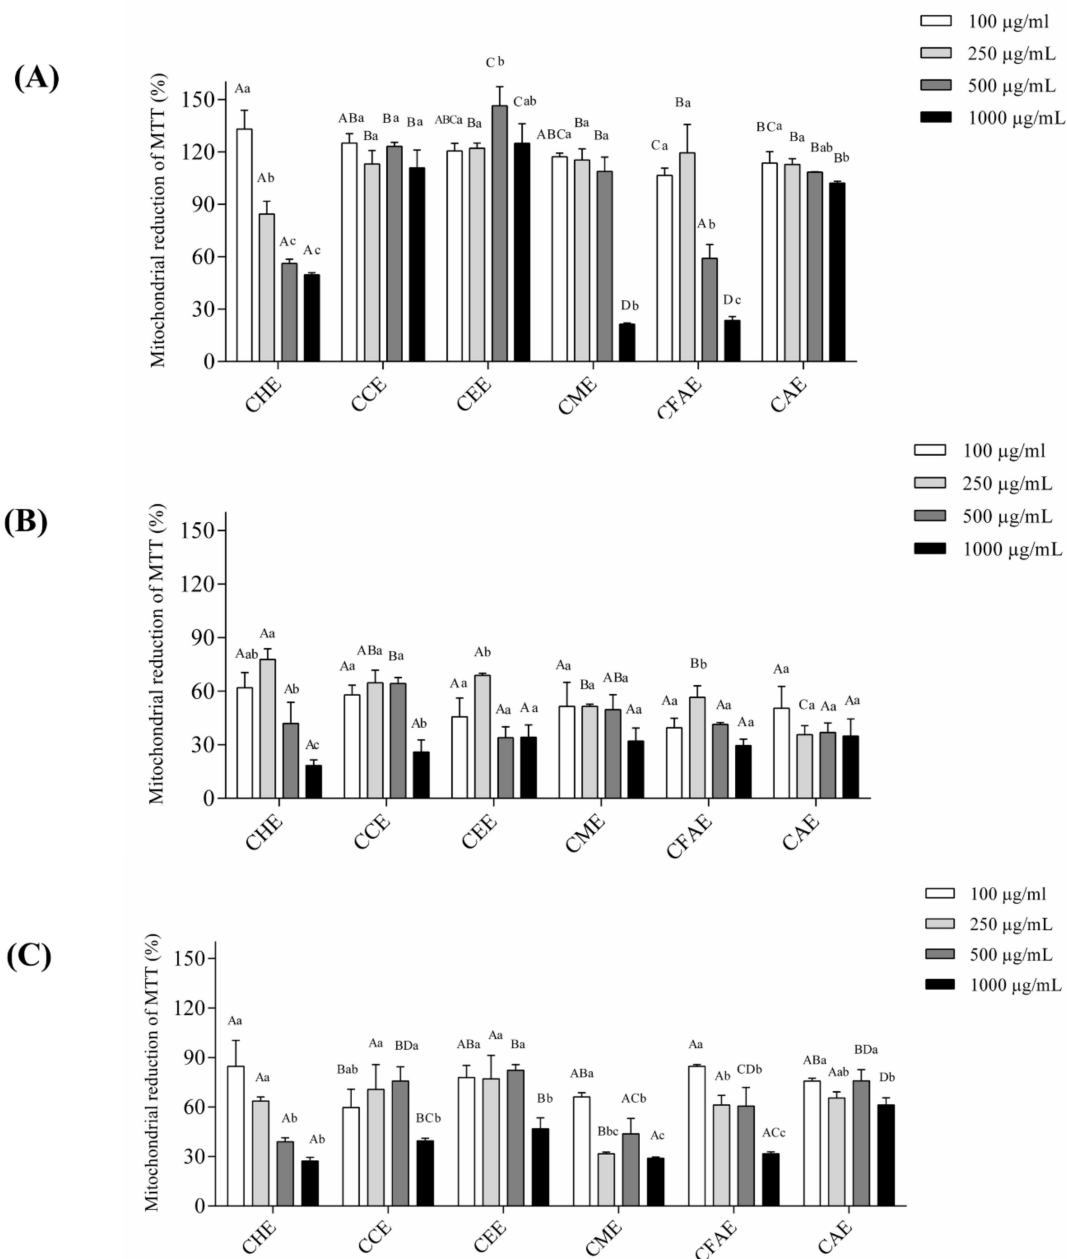 (A)
Mitochondrial reduction of MTT (%)
100 µg/ml
250 µg/mL
500 µg/mL
1000 µg/mL
150
120
90
60
30
0
Aa
Ab
Ac
Ac
ABa
Ba
Ba
Ba
ABCa
Ba
Cb
Cab
ABCa
Ba
Ba
Db
Ca
Ba
Ab
Dc
BCa
Ba
Bab
Bb
CHE
CCE
CEE
CME
CFAE
CAE
(B)
Mitochondrial reduction of MTT (%)
100 µg/ml
250 µg/mL
500 µg/mL
1000 µg/mL
150
120
90
60
30
0
Aab
Aa
Ab
Ac
Aa
ABa
Ba
Ab
Aa
Ab
Aa
Aa
Aa
Ba
ABa
Aa
Aa
Bb
Aa
Aa
Aa
Ca
Aa
Aa
CHE
CCE
CEE
CME
CFAE
CAE
(C)
Mitochondrial reduction of MTT (%)
100 µg/ml
250 µg/mL
500 µg/mL
1000 µg/mL
150
120
90
60
30
0
Aa
Aa
Ab
Ab
Bab
Aa
BDa
BCb
ABa
Aa
Ba
Bb
ABa
Bbc
ACb
Ac
Aa
Ab
CDb
ACc
ABa
Aab
BDa
Db
CHE
CCE
CEE
CME
CFAE
CAE